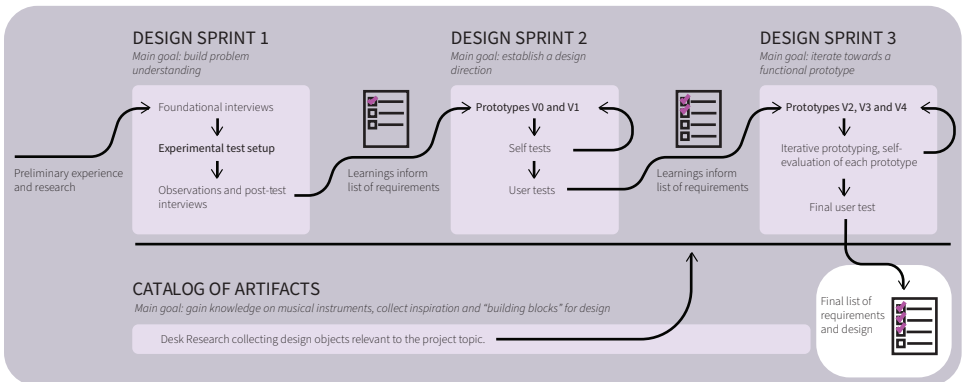 DESIGN SPRINT 1
Main goal: build problem
understanding
Foundational interviews
Experimental test setup
Observations and post-test
interviews
Preliminary experience
and research
Learnings inform
list of requirements
DESIGN SPRINT 2
Main goal: establish a design
direction
Prototypes V0 and V1
Self tests
User tests
Learnings inform
list of requirements
DESIGN SPRINT 3
Main goal: iterate towards a
functional prototype
Prototypes V2, V3 and V4
Iterative prototyping, self-
evaluation of each prototype
Final user test
CATALOG OF ARTIFACTS
Main goal: gain knowledge on musical instruments, collect inspiration and “building blocks” for design
Desk Research collecting design objects relevant to the project topic.
Final list of
requirements
and design